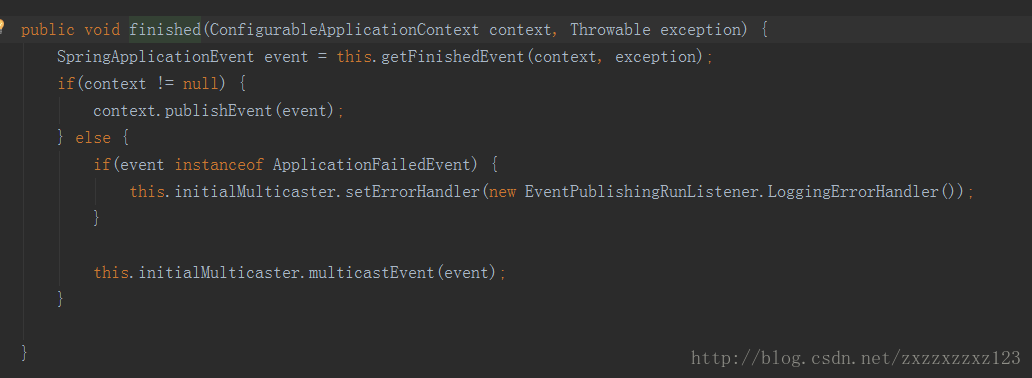 public void finished(ConfigurableApplicationContext context, Throwable exception) {
    SpringApplicationEvent event = this.getFinishedEvent(context, exception);
    if(context != null) {
        context.publishEvent(event);
    } else {
        if(event instanceof ApplicationFailedEvent) {
            this.initialMulticaster.setErrorHandler(new EventPublishingRunListener.LoggingErrorHandler());
        }
        this.initialMulticaster.multicastEvent(event);
    }
}
http://blog.csdn.net/zxzzxzzxz123